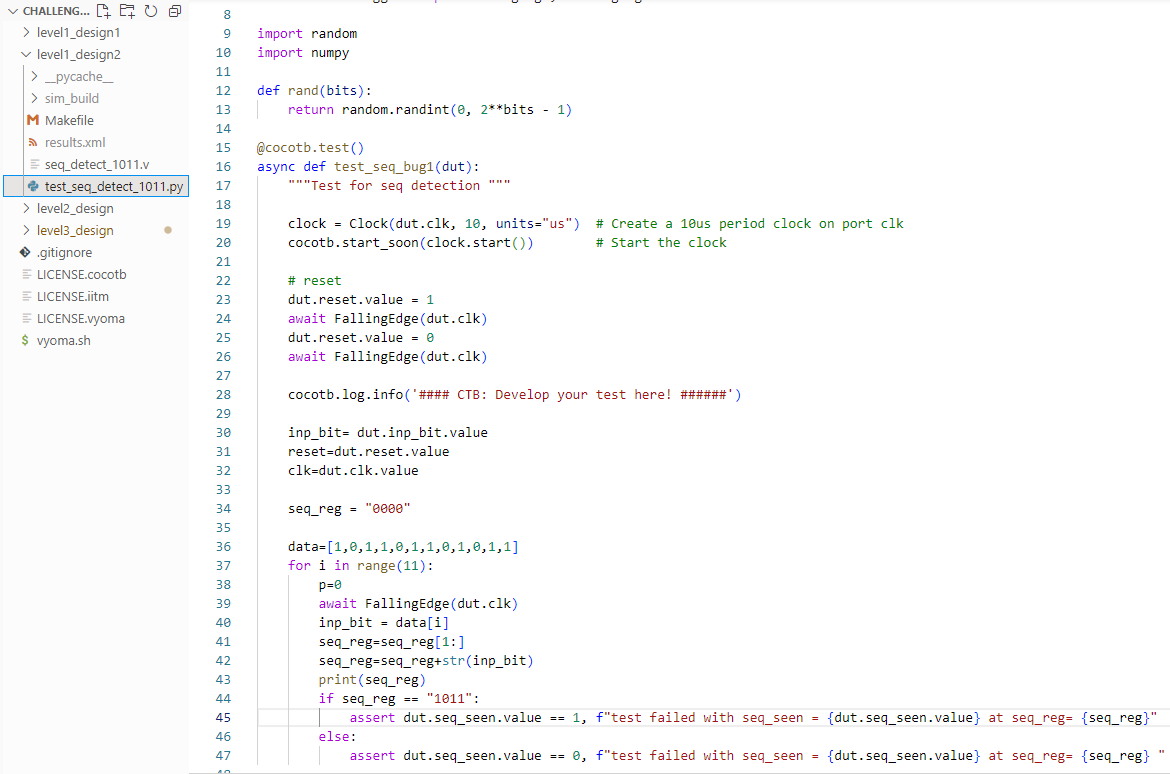 CHALLENG...
level1_design1
level1_design2
__pycache__
sim_build
Makefile
results.xml
seq_detect_1011.v
test_seq_detect_1011.py
level2_design
level3_design
.gitignore
LICENSE.cocotb
LICENSE.iitm
LICENSE.vyoma
$ vyoma.sh
8
9 import random
10 import numpy
11
12 def rand(bits):
13     return random.randint(0, 2**bits - 1)
14
15 @cocotb.test()
16 async def test_seq_bug1(dut):
17     """Test for seq detection """
18
19     clock = Clock(dut.clk, 10, units="us")  # Create a 10us period clock on port clk
20     cocotb.start_soon(clock.start())        # Start the clock
21
22     # reset
23     dut.reset.value = 1
24     await FallingEdge(dut.clk)
25     dut.reset.value = 0
26     await FallingEdge(dut.clk)
27
28     cocotb.log.info('#### CTB: Develop your test here! ######')
29
30     inp_bit= dut.inp_bit.value
31     reset=dut.reset.value
32     clk=dut.clk.value
33
34     seq_reg = "0000"
35
36     data=[1,0,1,1,0,1,1,0,1,0,1,1]
37     for i in range(11):
38         p=0
39         await FallingEdge(dut.clk)
40         inp_bit = data[i]
41         seq_reg=seq_reg[1:]
42         seq_reg=seq_reg+str(inp_bit)
43         print(seq_reg)
44         if seq_reg == "1011":
45             assert dut.seq_seen.value == 1, f"test failed with seq_seen = {dut.seq_seen.value} at seq_reg= {seq_reg}"
46         else:
47             assert dut.seq_seen.value == 0, f"test failed with seq_seen = {dut.seq_seen.value} at seq_reg= {seq_reg} "